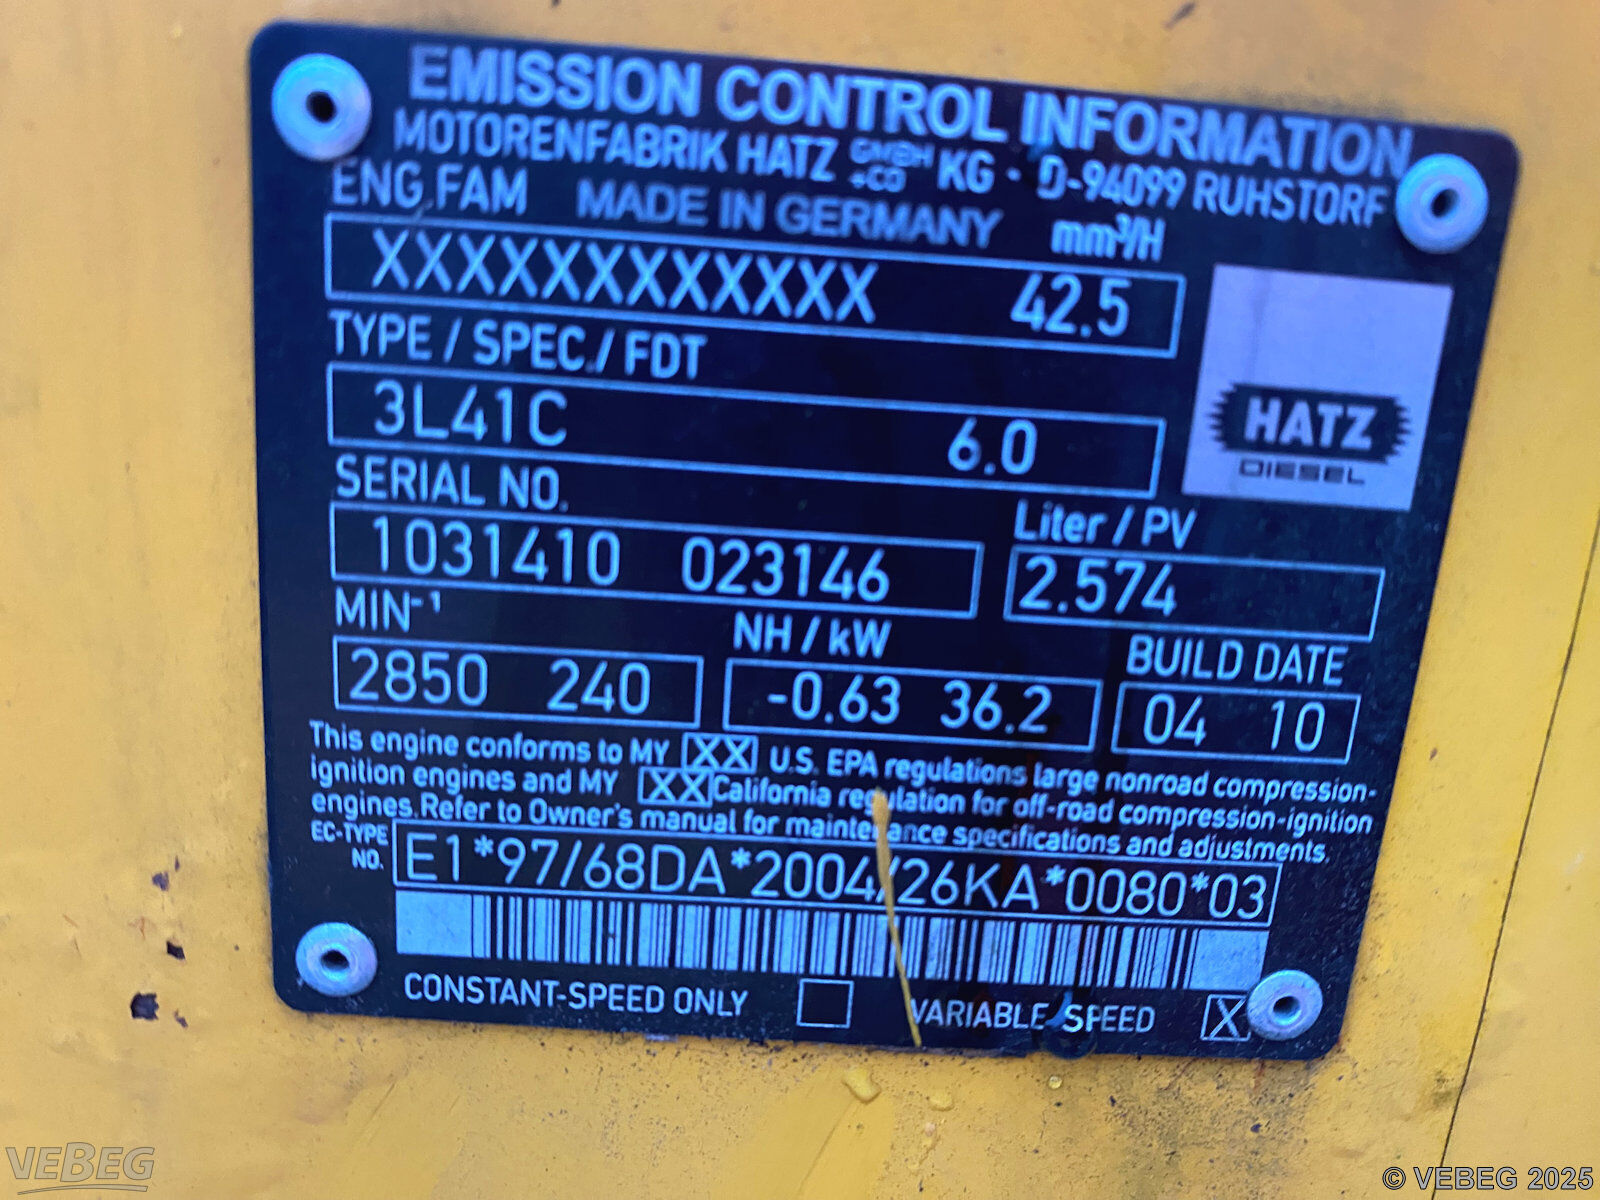 EMISSION CONTROL INFORMATION
MOTORENFABRIK HATZ GMBH +CO KG · D-94099 RUHSTORF
ENG.FAM MADE IN GERMANY mm³/H
XXXXXXXXXXXX 42.5
TYPE / SPEC. / FDT
3L41C 6.0
HATZ
DIESEL
SERIAL NO. Liter / PV
1031410 023146 2.574
MIN⁻¹ NH / kW BUILD DATE
2850 240 -0.63 36.2 04 10
This engine conforms to MY XX U.S. EPA regulations large nonroad compression-
ignition engines and MY XX California regulation for off-road compression-ignition
engines.Refer to Owner's manual for maintenance specifications and adjustments.
EC-TYPE
NO. E1*97/68DA*2004/26KA*0080*03
CONSTANT-SPEED ONLY VARIABLE SPEED X
VEBEG
© VEBEG 2025